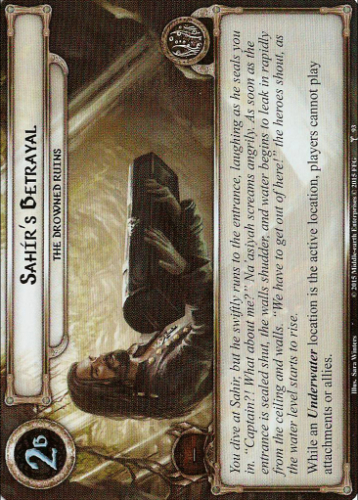 2B
SAHÍR'S BETRAYAL
THE DROWNED RUINS
You dive at Sahír, but he swiftly runs to the entrance, laughing as he seals you
in. "Captain?! What about me?" Na'asiyah screams angrily. As soon as the
entrance is sealed shut, the walls shudder, and water begins to leak in rapidly
from the ceiling and walls. "We have to get out of here!" the heroes shout, as
the water level starts to rise.
While an Underwater location is the active location, players cannot play
attachments or allies.
Illus. Sara Winters © 2015 Middle-earth Enterprises © 2015 FFG 93